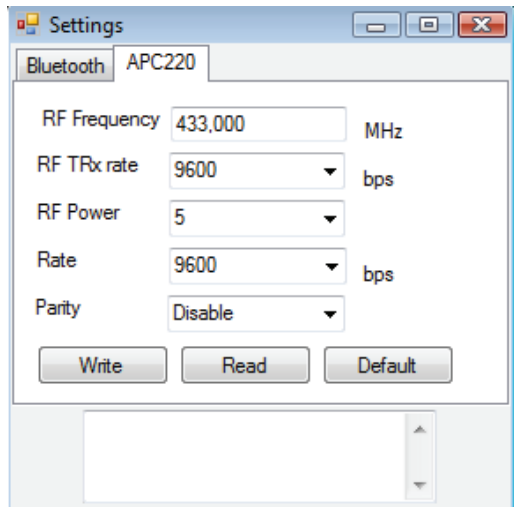 Settings
Bluetooth APC220
RF Frequency 433,000 MHz
RF TRx rate 9600 bps
RF Power 5
Rate 9600 bps
Parity Disable
Write Read Default